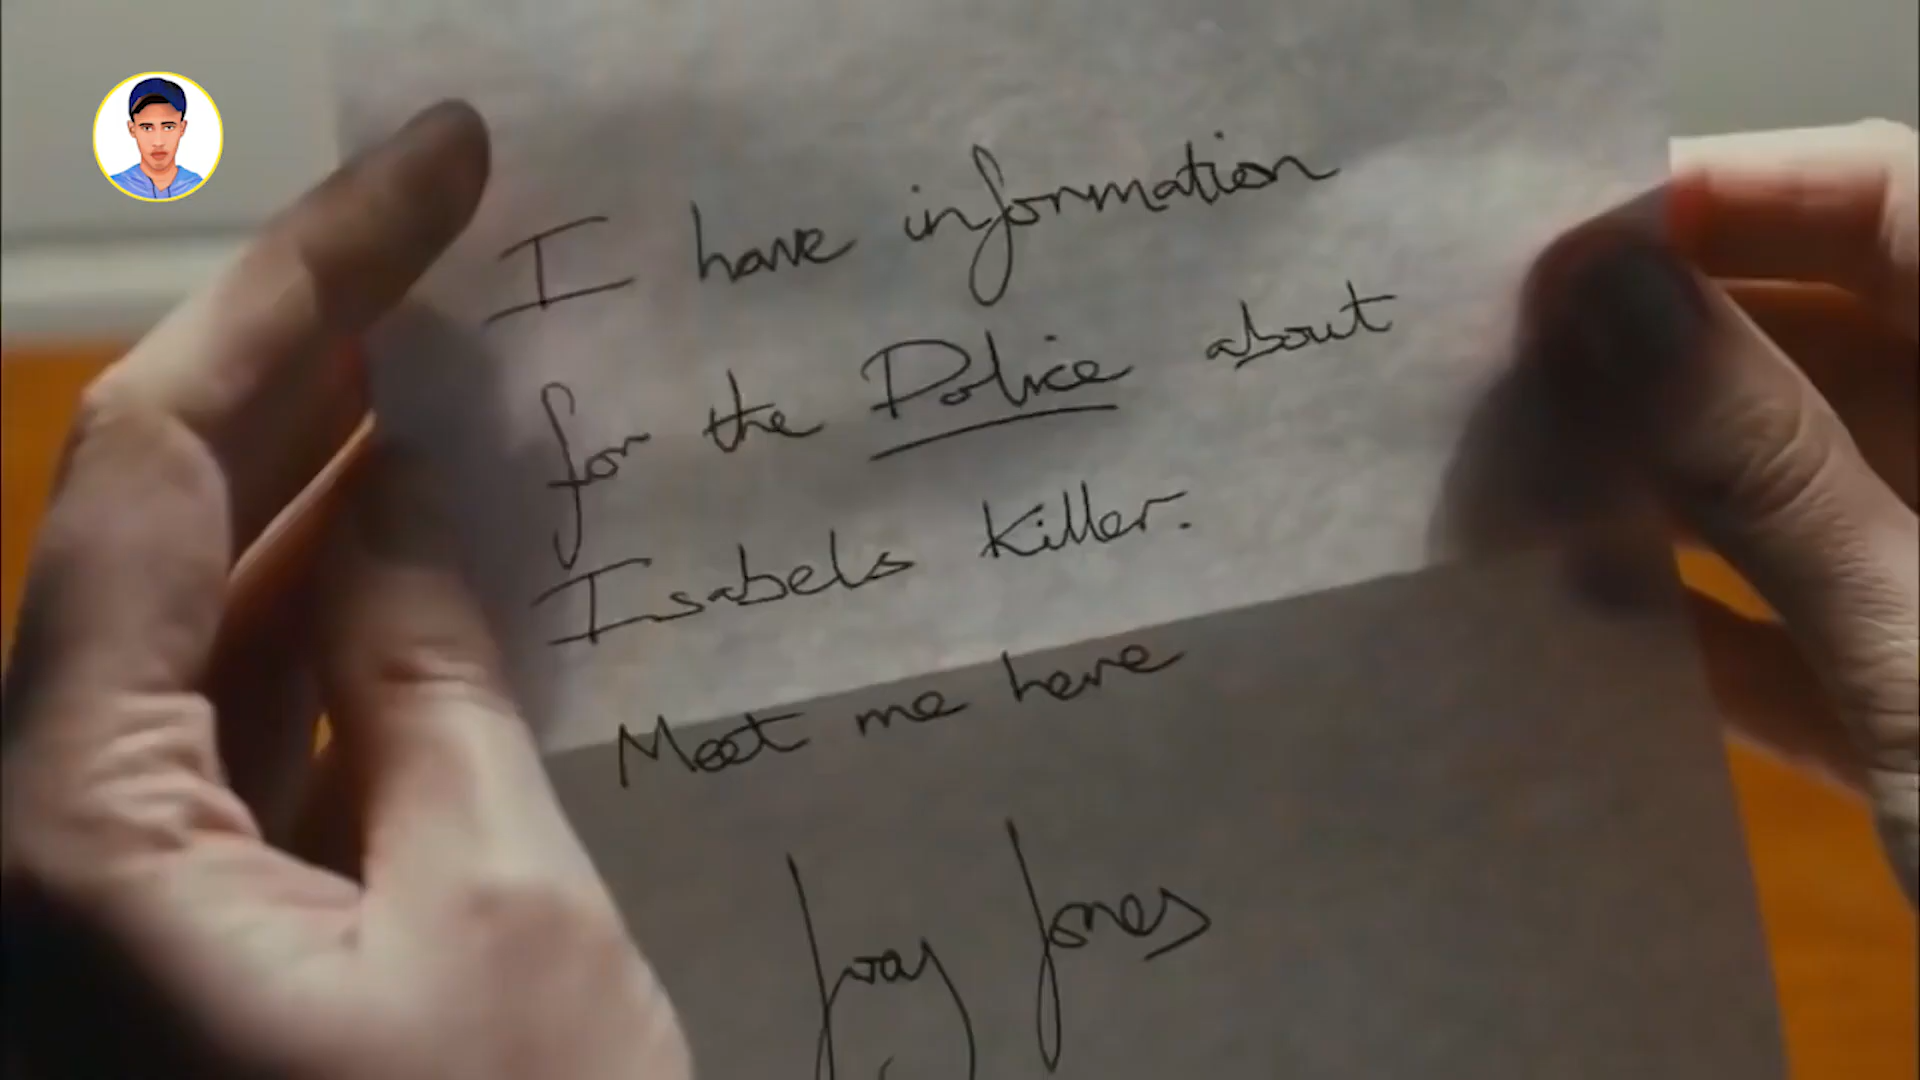 I have information
for the Police about
Isabels killer.
Meet me here
Jones